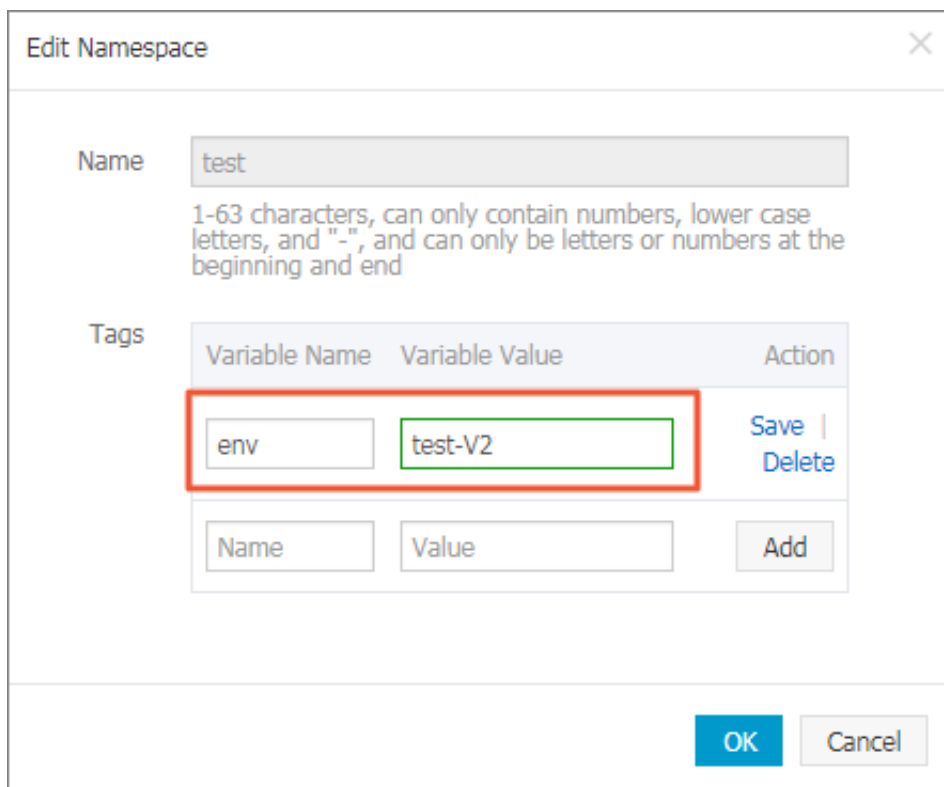 Edit Namespace
Name
test
1-63 characters, can only contain numbers, lower case
letters, and "-", and can only be letters or numbers at the
beginning and end
Tags
Variable Name Variable Value Action
env test-V2 Save |
Delete
Name Value Add
OK Cancel